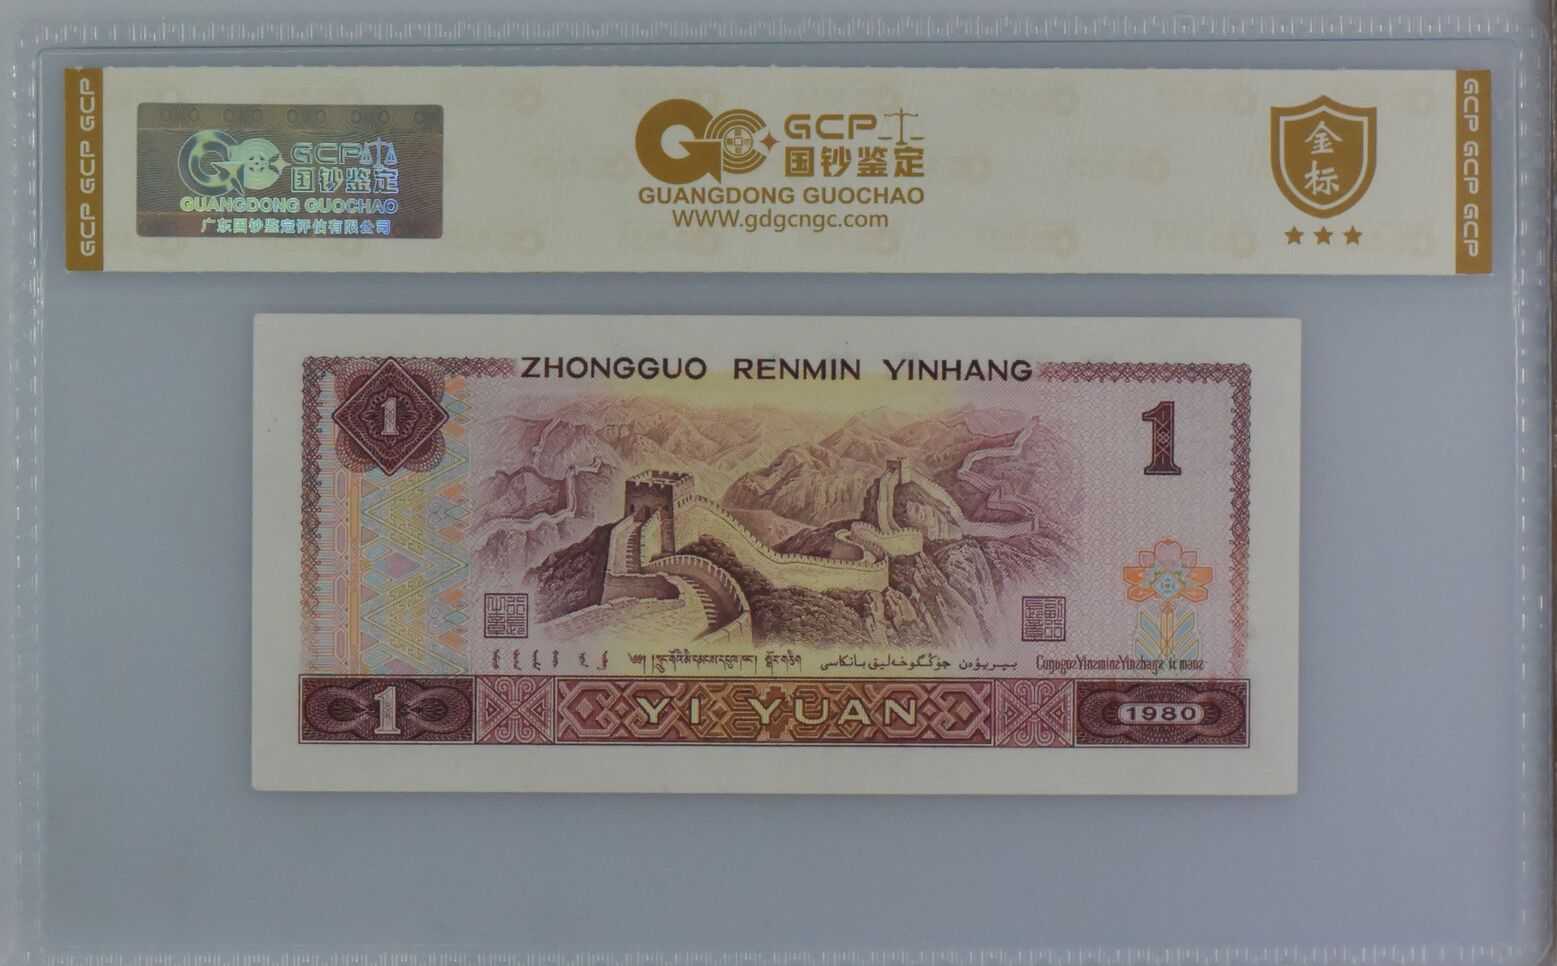 GCP GCP GCP
GCP
国钞鉴定
GUANGDONG GUOCHAO
广东国钞鉴定评估有限公司
GCP
国钞鉴定
GUANGDONG GUOCHAO
WWW.gdgcngc.com
金
标
GCP GCP GCP
ZHONGGUO RENMIN YINHANG
1
1
1
YI YUAN
1980